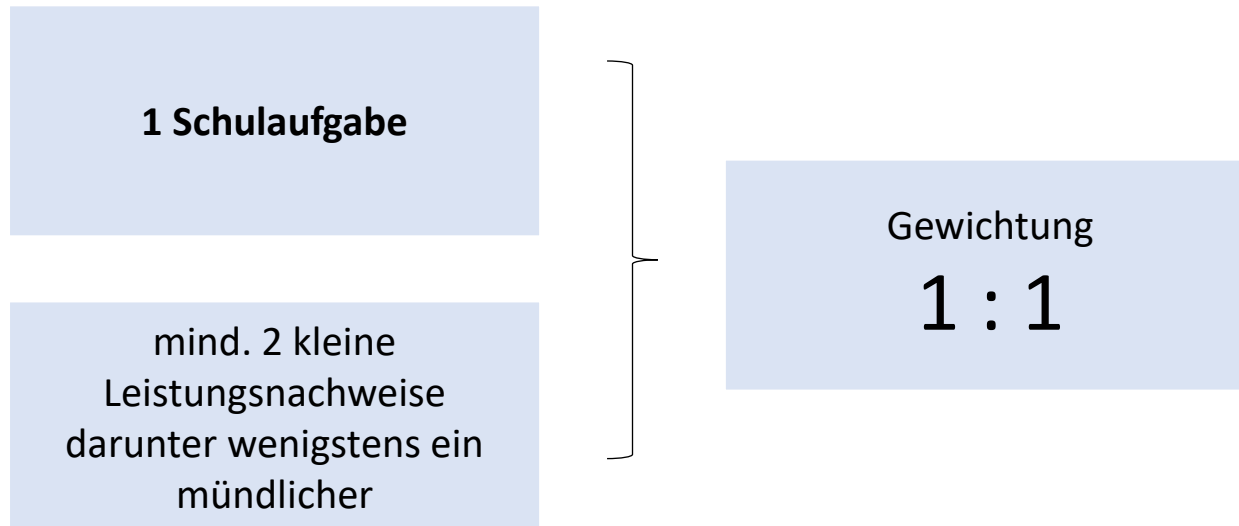 1 Schulaufgabe
mind. 2 kleine
Leistungsnachweise
darunter wenigstens ein
mündlicher
Gewichtung
1 : 1